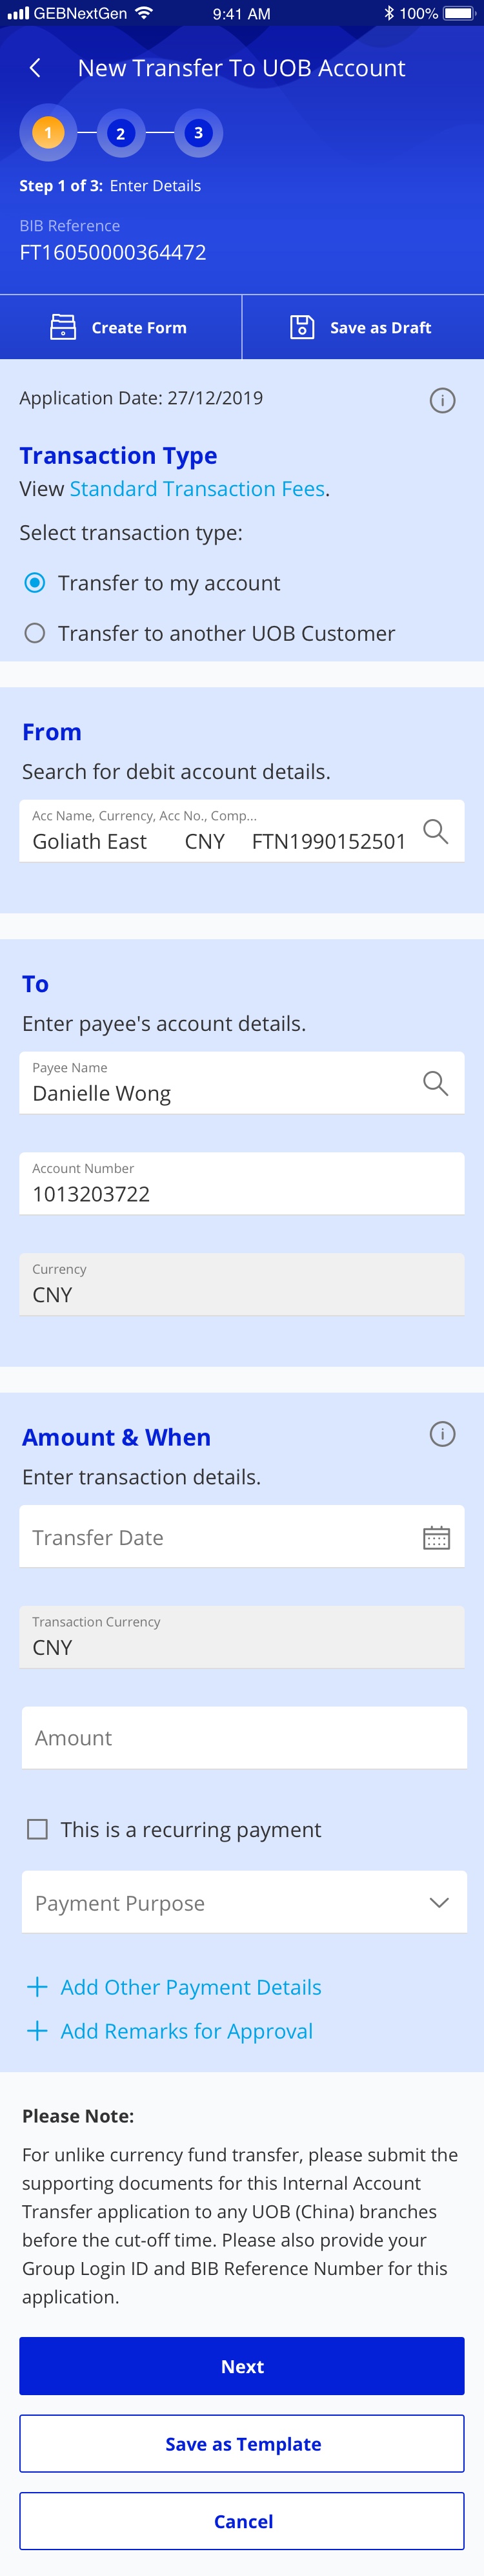 GEBNextGen 9:41 AM 100%
New Transfer To UOB Account
1 2 3
Step 1 of 3: Enter Details
BIB Reference
FT16050000364472
Create Form Save as Draft
Application Date: 27/12/2019
Transaction Type
View Standard Transaction Fees.
Select transaction type:
Transfer to my account
Transfer to another UOB Customer
From
Search for debit account details.
Acc Name, Currency, Acc No., Comp...
Goliath East CNY FTN1990152501
To
Enter payee's account details.
Payee Name
Danielle Wong
Account Number
1013203722
Currency
CNY
Amount & When
Enter transaction details.
Transfer Date
Transaction Currency
CNY
Amount
This is a recurring payment
Payment Purpose
Add Other Payment Details
Add Remarks for Approval
Please Note:
For unlike currency fund transfer, please submit the
supporting documents for this Internal Account
Transfer application to any UOB (China) branches
before the cut-off time. Please also provide your
Group Login ID and BIB Reference Number for this
application.
Next
Save as Template
Cancel